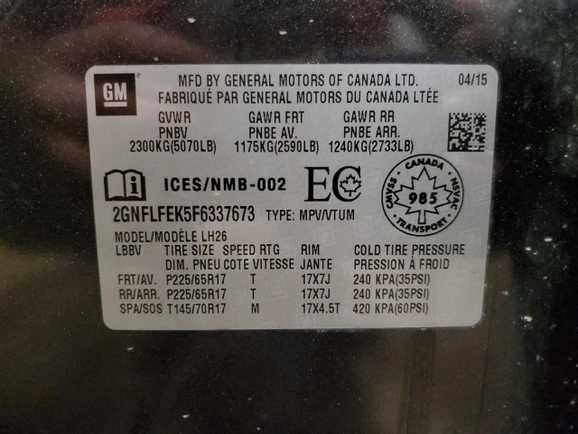 GM
MFD BY GENERAL MOTORS OF CANADA LTD. 04/15
FABRIQUÉ PAR GENERAL MOTORS DU CANADA LTÉE
GVWR GAWR FRT GAWR RR
PNBV PNBE AV. PNBE ARR.
2300KG(5070LB) 1175KG(2590LB) 1240KG(2733LB)
i ICES/NMB-002 EC
CANADA
CMVSS 985 NSVAC
TRANSPORT
2GNFLFEK5F6337673 TYPE: MPV/VTUM
MODEL/MODÈLE LH26
LBBV TIRE SIZE SPEED RTG RIM COLD TIRE PRESSURE
DIM. PNEU COTE VITESSE JANTE PRESSION À FROID
FRT/AV. P225/65R17 T 17X7J 240 KPA(35PSI)
RR/ARR. P225/65R17 T 17X7J 240 KPA(35PSI)
SPA/SOS T145/70R17 M 17X4.5T 420 KPA(60PSI)